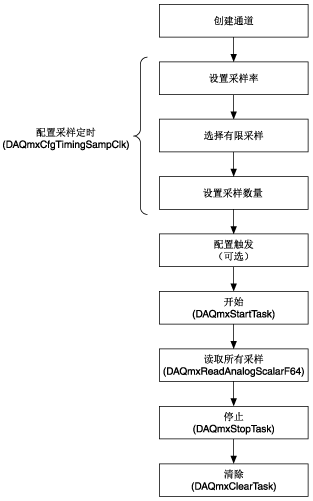 创建通道
设置采样率
配置采样定时
(DAQmxCfgTimingSampClk)
选择有限采样
设置采样数量
配置触发
（可选）
开始
(DAQmxStartTask)
读取所有采样
(DAQmxReadAnalogScalarF64)
停止
(DAQmxStopTask)
清除
(DAQmxClearTask)